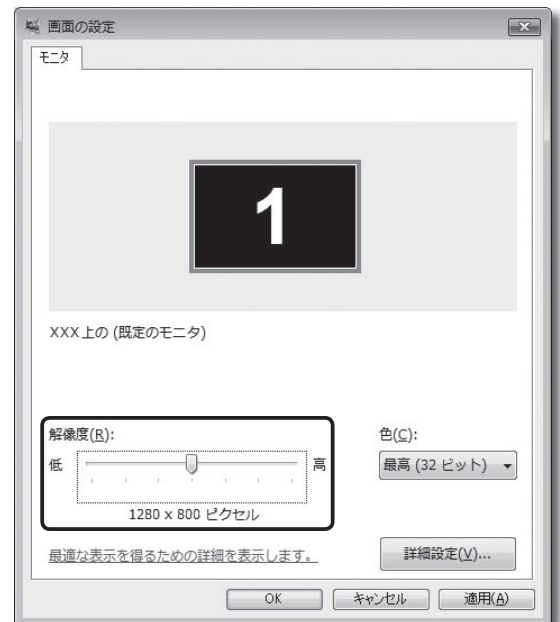 画面の設定
モニタ
1
XXX上の (既定のモニタ)
解像度(R):
低
高
1280 x 800 ピクセル
色(C):
最高 (32 ビット)
最適な表示を得るための詳細を表示します。
詳細設定(V)...
OK
キャンセル
適用(A)